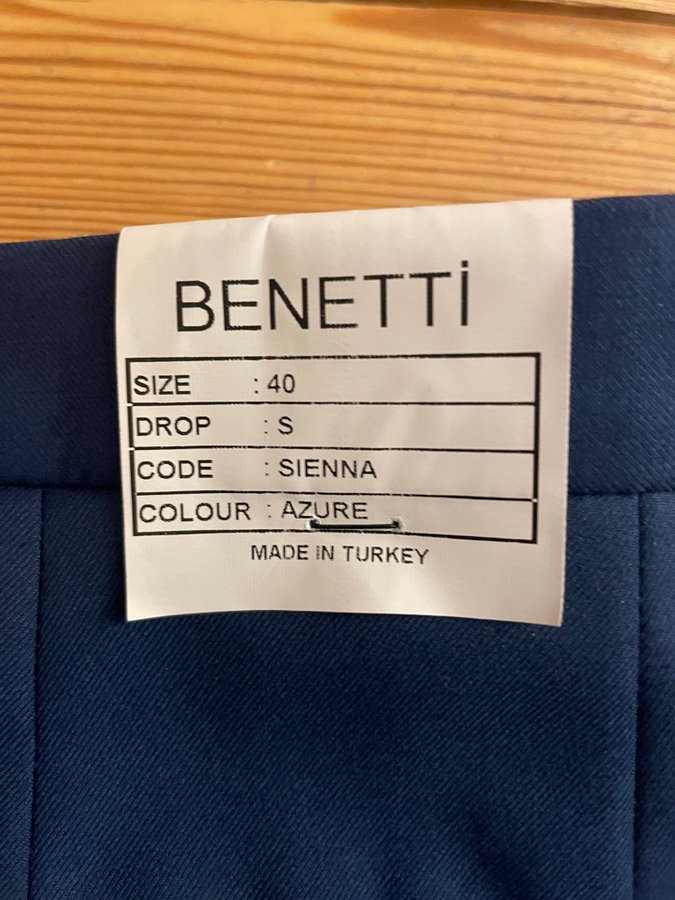 BENETTİ
SIZE : 40
DROP : S
CODE : SIENNA
COLOUR : AZURE
MADE IN TURKEY